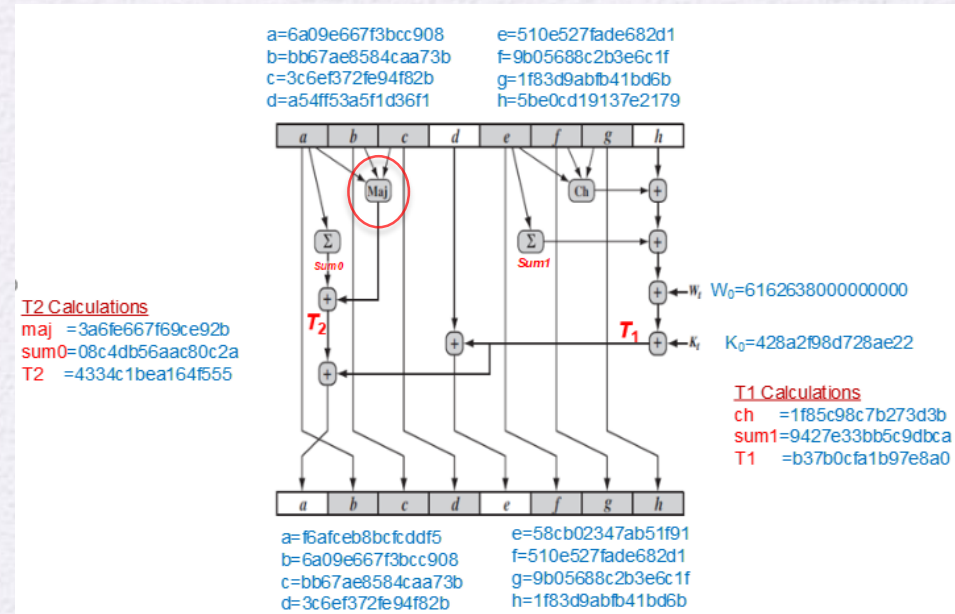 a=6a09e667f3bcc908
b=bb67ae8584caa73b
c=3c6ef372fe94f82b
d=a54ff53a5f1d36f1
e=510e527fade682d1
f=9b05688c2b3e6c1f
g=1f83d9abfb41bd6b
h=5be0cd19137e2179
a b c d e f g h
Maj
Ch
+
Σ
Sum0
Σ
Sum1
+
+
T2
+
Wt W0=6162638000000000
+
T1
+
Kt K0=428a2f98d728ae22
+
T2 Calculations
maj =3a6fe667f69ce92b
sum0=08c4db56aac80c2a
T2 =4334c1bea164f555
T1 Calculations
ch =1f85c98c7b273d3b
sum1=9427e33bb5c9dbca
T1 =b37b0cfa1b97e8a0
a b c d e f g h
a=f6afceb8bcfcddf5
b=6a09e667f3bcc908
c=bb67ae8584caa73b
d=3c6ef372fe94f82b
e=58cb02347ab51f91
f=510e527fade682d1
g=9b05688c2b3e6c1f
h=1f83d9abfb41bd6b